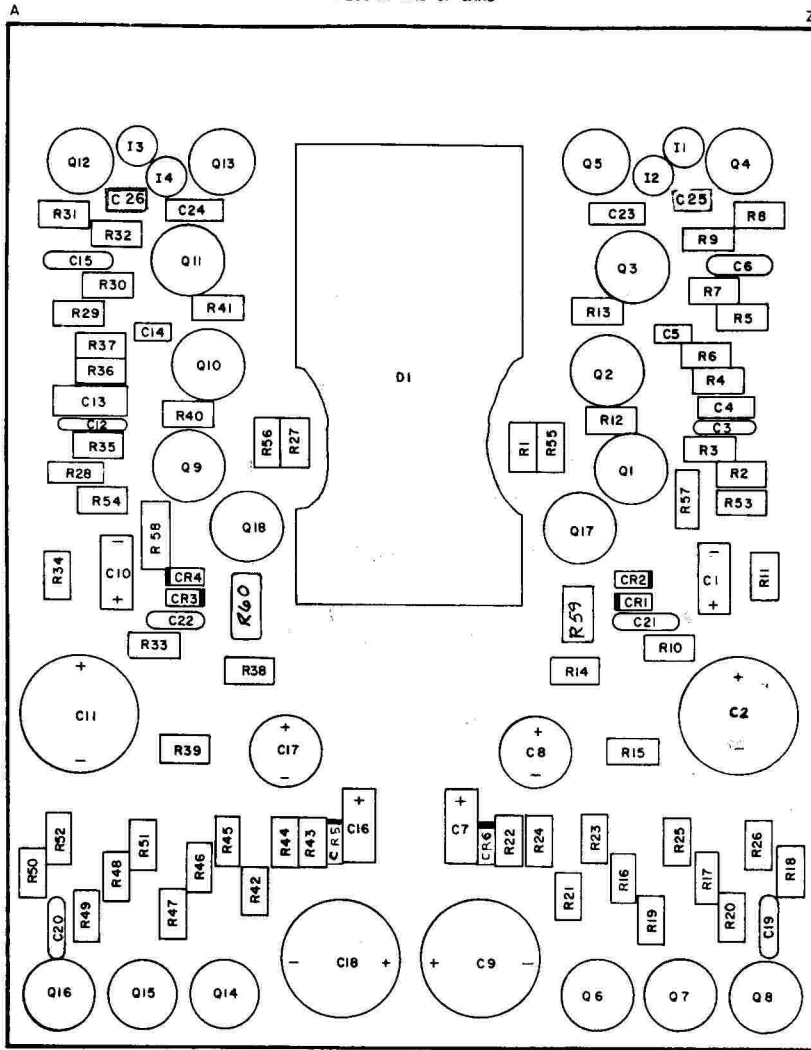 A Z
Q12 I3 I4 Q13 Q5 I2 I1 Q4
C 26 C24 C23 C25
R31 R32 R9 R8
C15 Q11 Q3 C6
R30 R7
R29 R41 R13 R5
C14 C5
R37 R6
R36 Q10 D1 Q2 R4
C13 R40 R12 C4
C12 C3
R35 R56 R27 R1 R55 R3
R28 Q9 Q1 R2
R54 R57 R53
R58 Q18 Q17
- -
R34 C10 CR4 CR2 C1 R11
+ CR3 R60 R59 CR1 +
C22 C21
R33 R10
+ R38 R14 +
C11 C2
+ +
- R39 C17 C8 R15 -
- -
+ +
R52 R51 R45 R44 R43 CR5 C16 C7 CR6 R22 R24 R23 R25 R26
R50 R48 R46 R42 R21 R16 R17 R18
C20 R49 R47 R19 R20 C19
- C18 + + C9 -
Q16 Q15 Q14 Q6 Q7 Q8